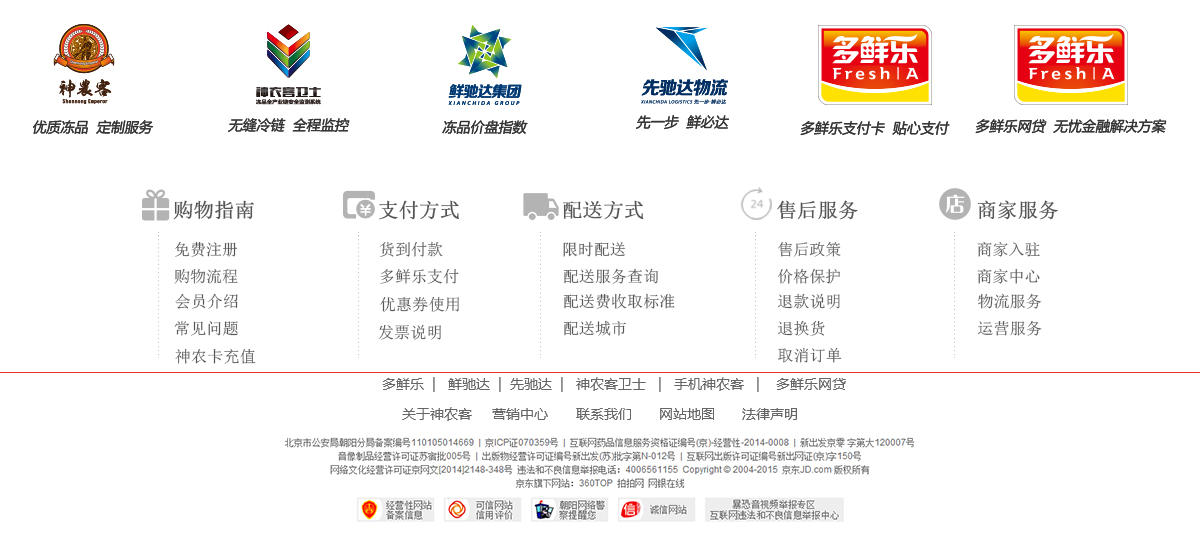 神农客
Shennong Emperor
神农客卫士
冻品全产业链安全监测系统
鲜驰达集团
XIANCHIDA GROUP
先驰达物流
XIANCHIDA LOGISTICS 先一步·鲜必达
多鲜乐
Fresh|A
多鲜乐
Fresh|A
优质冻品 定制服务
无缝冷链 全程监控
冻品价盘指数
先一步 鲜必达
多鲜乐支付卡 贴心支付
多鲜乐网贷 无忧金融解决方案
购物指南
免费注册
购物流程
会员介绍
常见问题
神农卡充值
支付方式
货到付款
多鲜乐支付
优惠券使用
发票说明
配送方式
限时配送
配送服务查询
配送费收取标准
配送城市
24
售后服务
售后政策
价格保护
退款说明
退换货
取消订单
店
商家服务
商家入驻
商家中心
物流服务
运营服务
多鲜乐 | 鲜驰达 | 先驰达 | 神农客卫士 | 手机神农客 | 多鲜乐网贷
关于神农客 营销中心 联系我们 网站地图 法律声明
北京市公安局朝阳分局备案编号110105014669 | 京ICP证070359号 | 互联网药品信息服务资格证编号(京)-经营性-2014-0008 | 新出发京零 字第大120007号
音像制品经营许可证苏宿批005号 | 出版物经营许可证编号新出发(苏)批字第N-012号 | 互联网出版许可证编号新出网证(京)字150号
网络文化经营许可证京网文[2014]2148-348号 违法和不良信息举报电话：4006561155 Copyright © 2004-2015 京东JD.com 版权所有
京东旗下网站：360TOP 拍拍网 网银在线
经营性网站
备案信息
可信网站
信用评价
朝阳网络警
察提醒您
信
诚信网站
暴恐音视频举报专区
互联网违法和不良信息举报中心